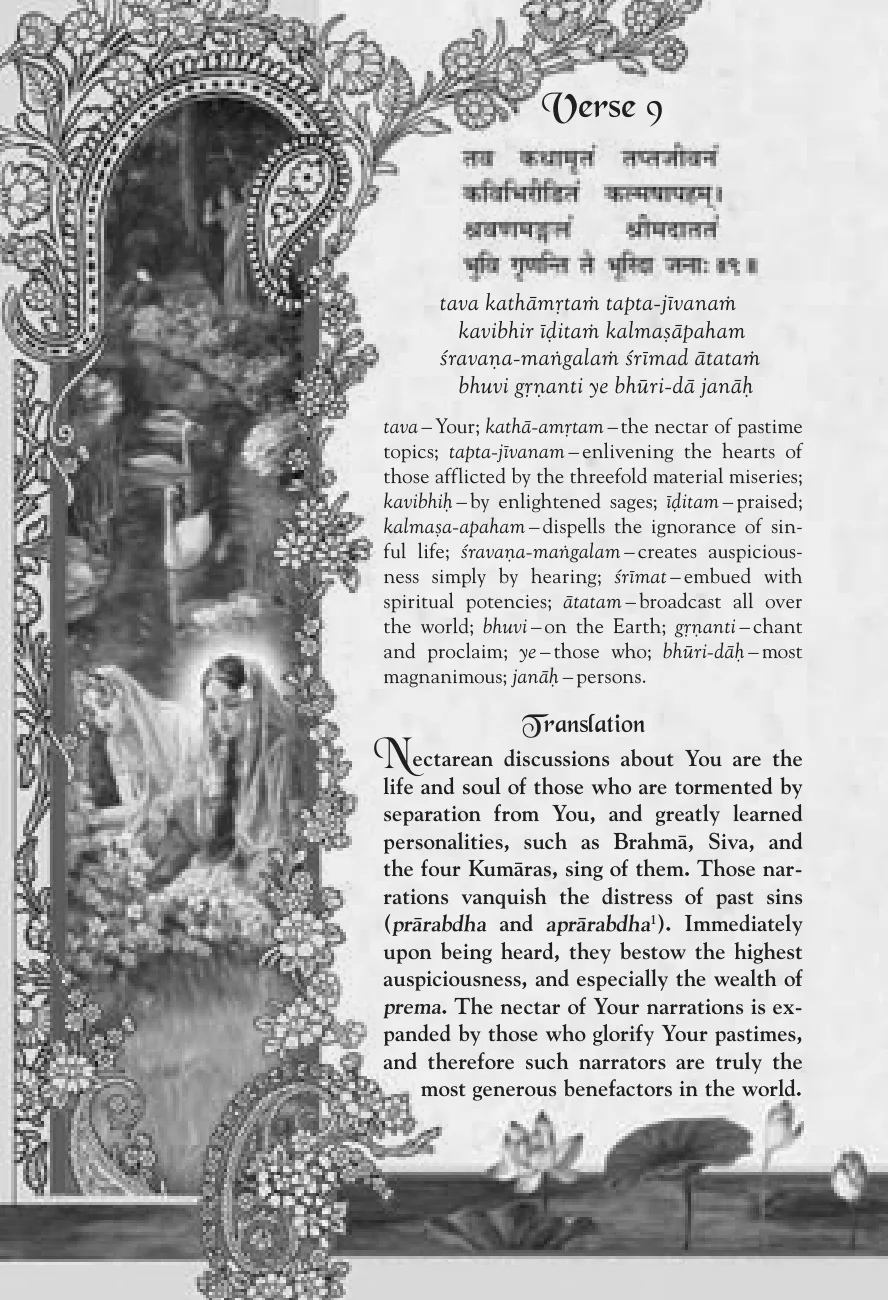 Verse 9
तव कथामृतं तप्तजीवनं
कविभिरीडितं कल्मषापहम्।
श्रवणमङ्गलं श्रीमदाततं
भुवि गृणन्ति ते भूरिदा जनाः ॥९॥
tava kathāmṛtaṁ tapta-jīvanaṁ
kavibhir īḍitaṁ kalmaṣāpaham
śravaṇa-maṅgalaṁ śrīmad ātataṁ
bhuvi gṛṇanti ye bhūri-dā janāḥ
tava – Your; kathā-amṛtam – the nectar of pastime
topics; tapta-jīvanam – enlivening the hearts of
those afflicted by the threefold material miseries;
kavibhiḥ – by enlightened sages; īḍitam – praised;
kalmaṣa-apaham – dispells the ignorance of sin-
ful life; śravaṇa-maṅgalam – creates auspicious-
ness simply by hearing; śrīmat – embued with
spiritual potencies; ātatam – broadcast all over
the world; bhuvi – on the Earth; gṛṇanti – chant
and proclaim; ye – those who; bhūri-dāḥ – most
magnanimous; janāḥ – persons.
Translation
Nectarean discussions about You are the
life and soul of those who are tormented by
separation from You, and greatly learned
personalities, such as Brahmā, Siva, and
the four Kumāras, sing of them. Those nar-
rations vanquish the distress of past sins
(prārabdha and aprārabdha¹). Immediately
upon being heard, they bestow the highest
auspiciousness, and especially the wealth of
prema. The nectar of Your narrations is ex-
panded by those who glorify Your pastimes,
and therefore such narrators are truly the
most generous benefactors in the world.